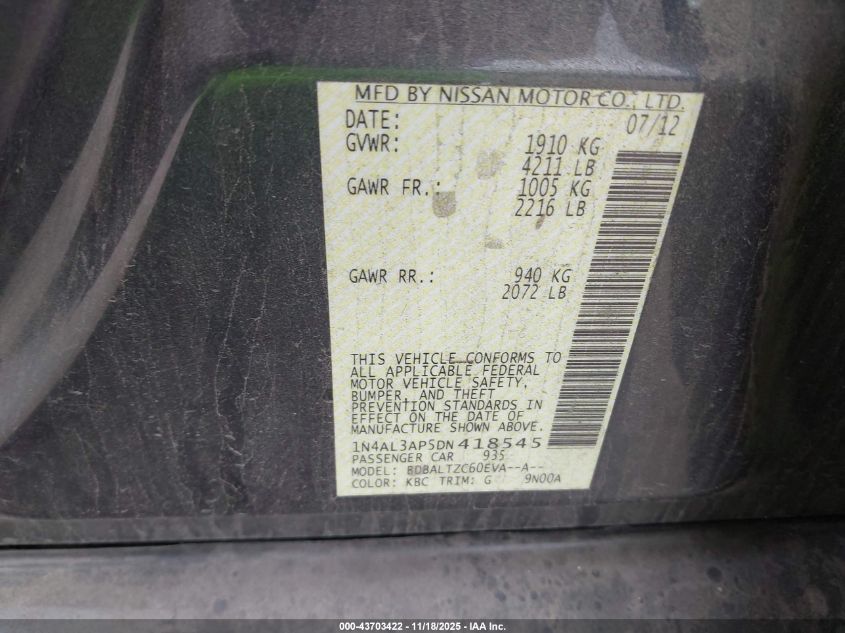 MFD BY NISSAN MOTOR CO., LTD.
DATE: 07/12
GVWR: 1910 KG
4211 LB
GAWR FR.: 1005 KG
2216 LB
GAWR RR.: 940 KG
2072 LB
THIS VEHICLE CONFORMS TO
ALL APPLICABLE FEDERAL
MOTOR VEHICLE SAFETY,
BUMPER, AND THEFT
PREVENTION STANDARDS IN
EFFECT ON THE DATE OF
MANUFACTURE SHOWN ABOVE.
1N4AL3AP5DN418545
PASSENGER CAR 935
MODEL: BDBALTZC60EVA--A--
COLOR: KBC TRIM: G 9N00A
000-43703422 - 11/18/2025 - IAA Inc.